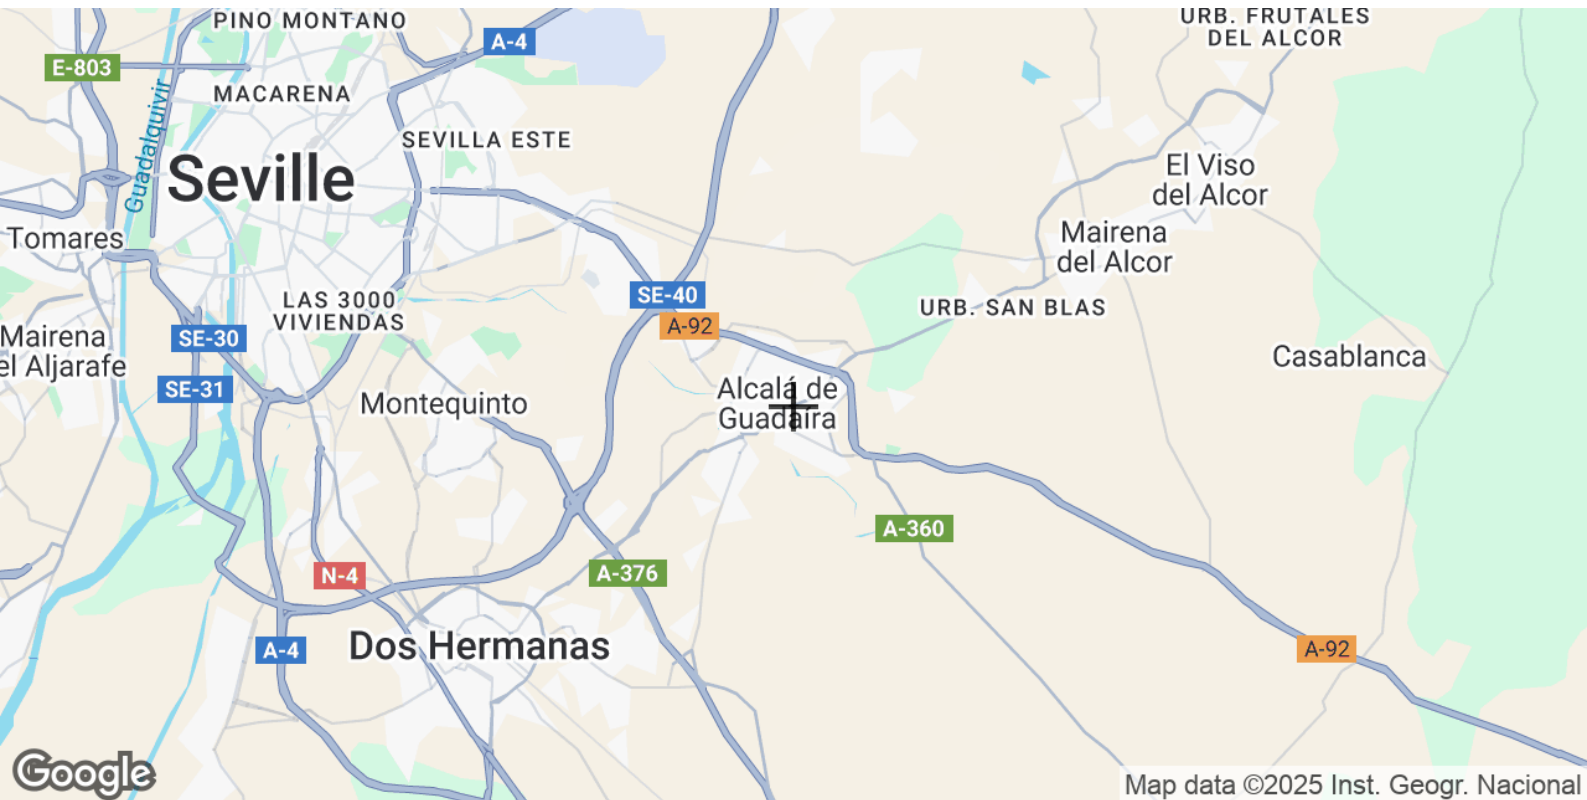 PINO MONTANO
A-4
URB. FRUTALES
DEL ALCOR
E-803
MACARENA
Guadalquivir
SEVILLA ESTE
Seville
El Viso
del Alcor
Tomares
Mairena
del Alcor
LAS 3000
VIVIENDAS
SE-40
URB. SAN BLAS
A-92
Mairena
el Aljarafe
SE-30
Casablanca
SE-31
Montequinto
Alcalá de
Guadaíra
A-360
N-4
A-376
A-4
Dos Hermanas
A-92
Google
Map data ©2025 Inst. Geogr. Nacional